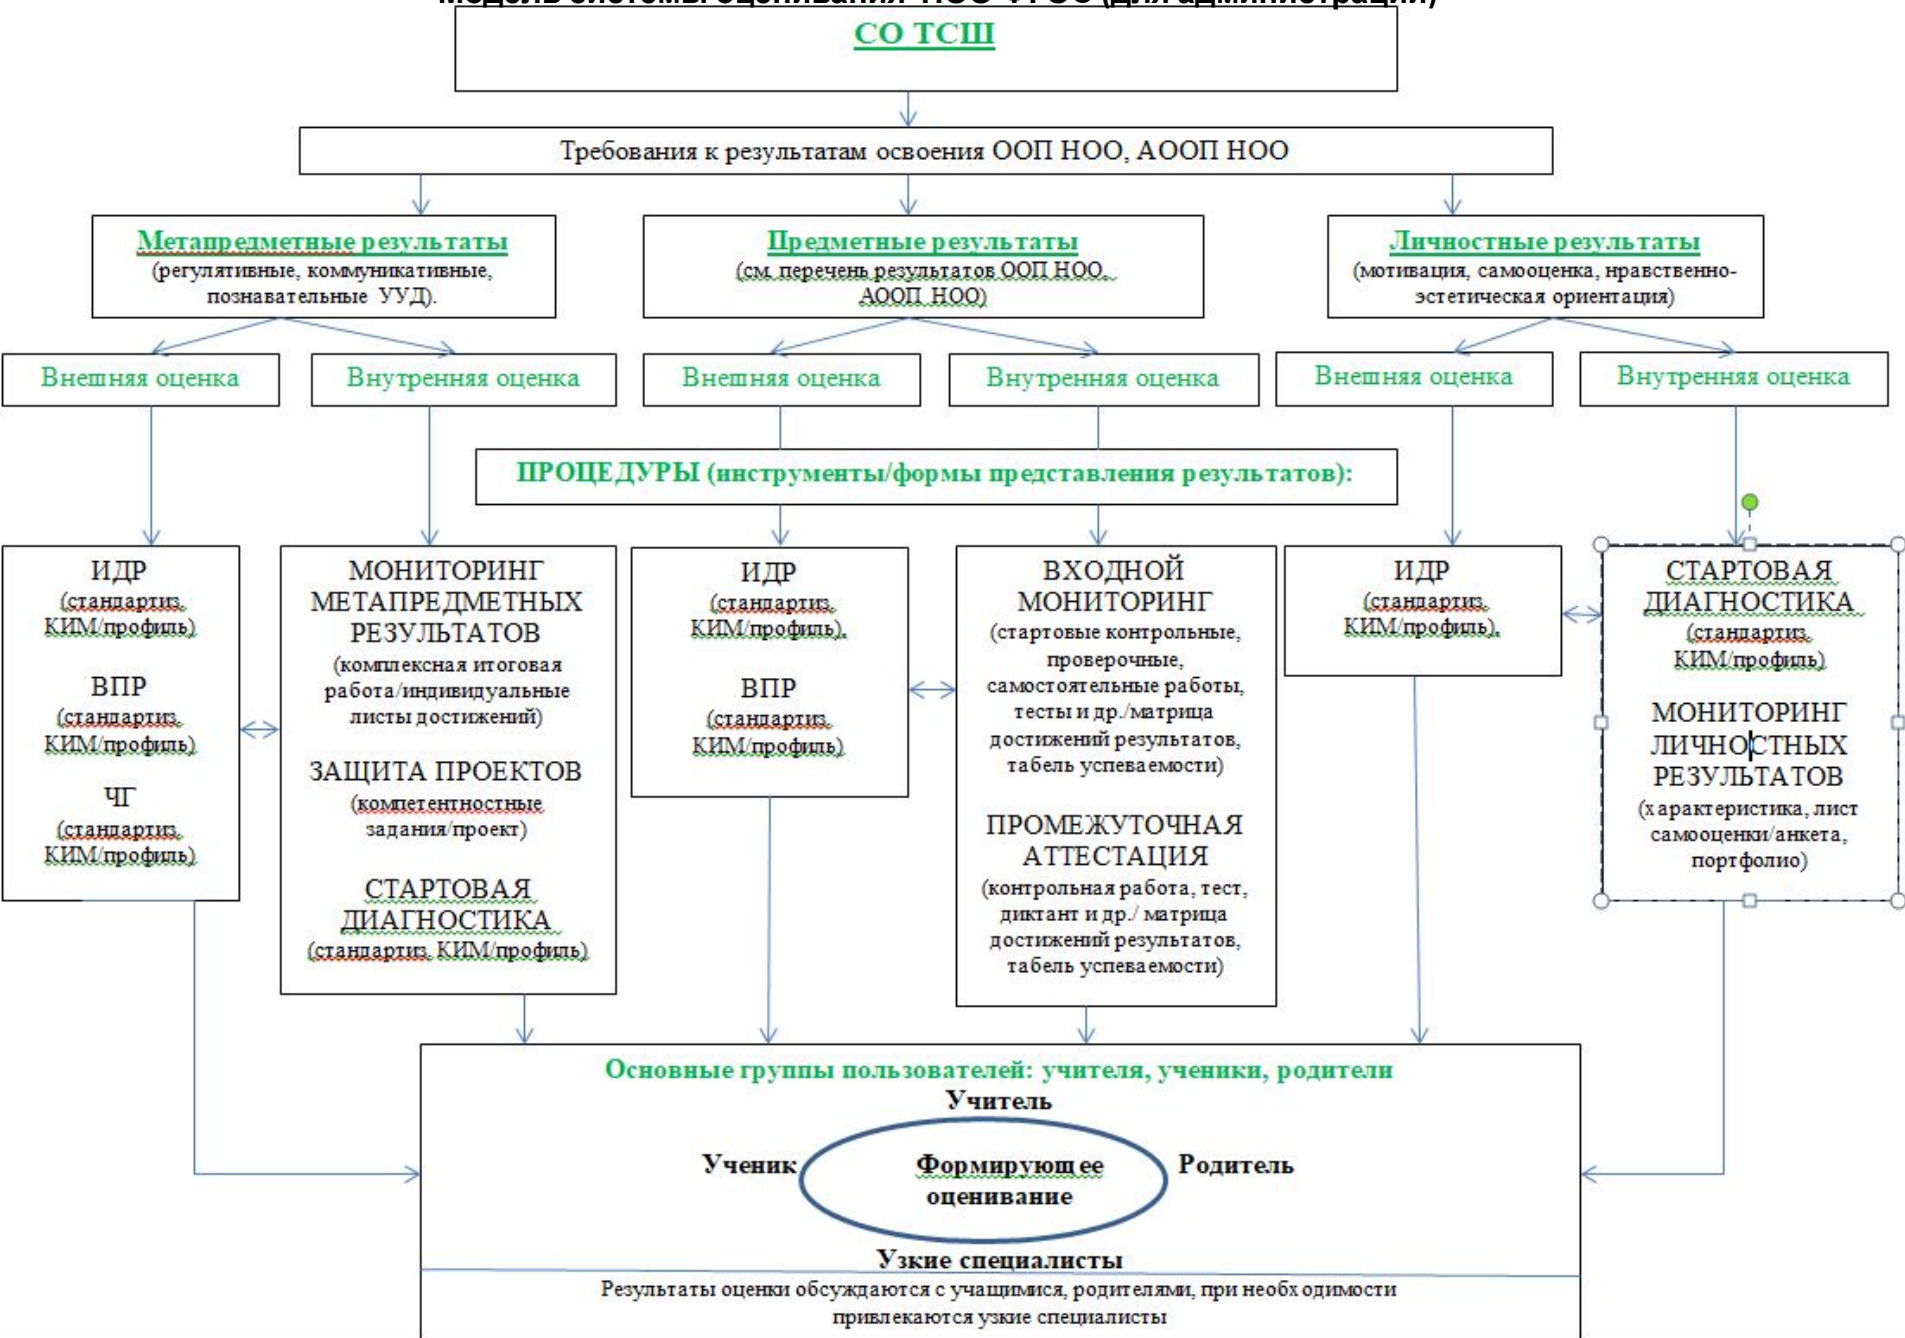 Модель системы оценивания НОО ФГОС (для администрации)
СО ТСШ
Требования к результатам освоения ООП НОО, АООП НОО
Метапредметные результаты
(регулятивные, коммуникативные,
познавательные УУД).
Предметные результаты
(см. перечень результатов ООП НОО,
АООП НОО)
Личностные результаты
(мотивация, самооценка, нравственно-
эстетическая ориентация)
Внешняя оценка
Внутренняя оценка
Внешняя оценка
Внутренняя оценка
Внешняя оценка
Внутренняя оценка
ПРОЦЕДУРЫ (инструменты/формы представления результатов):
ИДР
(стандартиз.
КИМ/профиль)
ВПР
(стандартиз.
КИМ/профиль)
ЧГ
(стандартиз.
КИМ/профиль)
МОНИТОРИНГ
МЕТАПРЕДМЕТНЫХ
РЕЗУЛЬТАТОВ
(комплексная итоговая
работа/индивидуальные
листы достижений)
ЗАЩИТА ПРОЕКТОВ
(компетентностные
задания/проект)
СТАРТОВАЯ
ДИАГНОСТИКА
(стандартиз. КИМ/профиль)
ИДР
(стандартиз.
КИМ/профиль).
ВПР
(стандартиз.
КИМ/профиль)
ВХОДНОЙ
МОНИТОРИНГ
(стартовые контрольные,
проверочные,
самостоятельные работы,
тесты и др./матрица
достижений результатов,
табель успеваемости)
ПРОМЕЖУТОЧНАЯ
АТТЕСТАЦИЯ
(контрольная работа, тест,
диктант и др./ матрица
достижений результатов,
табель успеваемости)
ИДР
(стандартиз.
КИМ/профиль).
СТАРТОВАЯ
ДИАГНОСТИКА
(стандартиз.
КИМ/профиль)
МОНИТОРИНГ
ЛИЧНОСТНЫХ
РЕЗУЛЬТАТОВ
(характеристика, лист
самооценки/анкета,
портфолио)
Основные группы пользователей: учителя, ученики, родители
Учитель
Ученик
Формирующее
оценивание
Родитель
Узкие специалисты
Результаты оценки обсуждаются с учащимися, родителями, при необходимости
привлекаются узкие специалисты